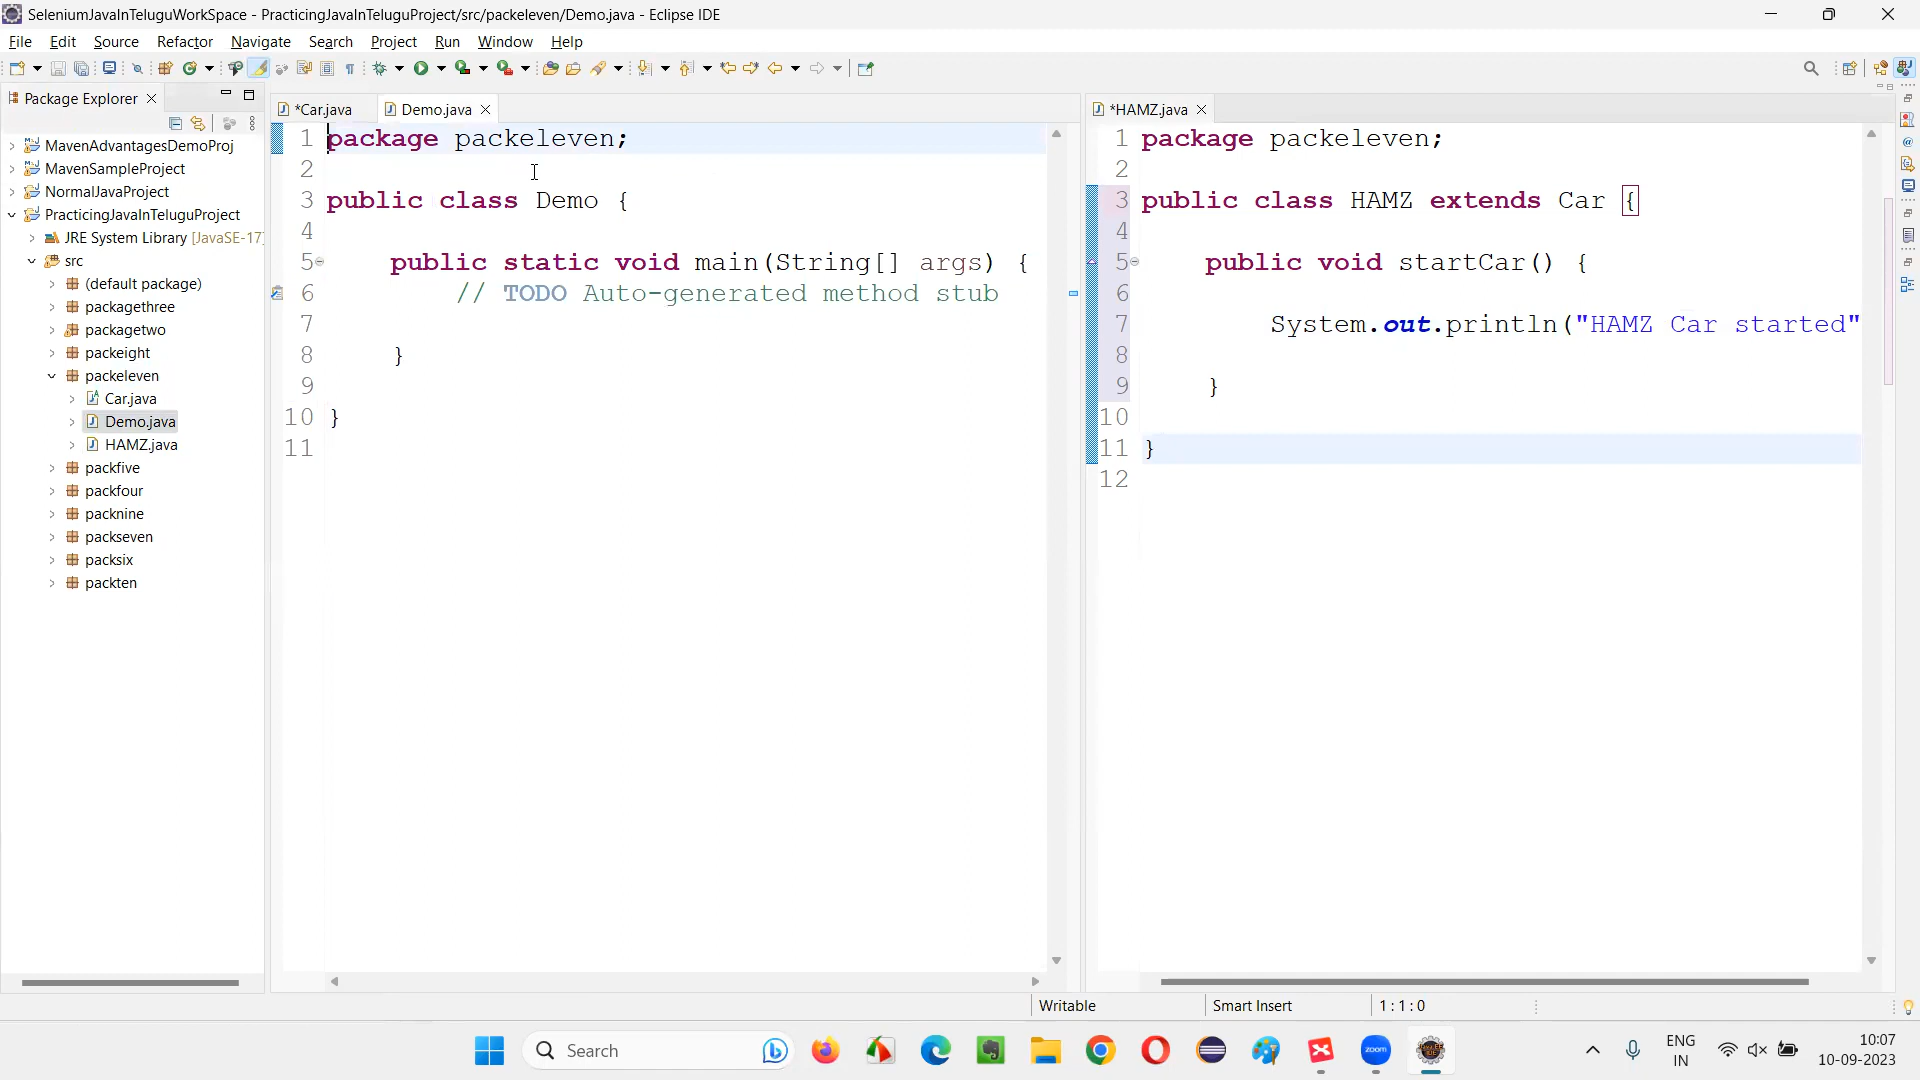 SeleniumJavaInTeluguWorkSpace - PracticingJavaInTeluguProject/src/packeleven/Demo.java - Eclipse IDE
File Edit Source Refactor Navigate Search Project Run Window Help
Package Explorer
MavenAdvantagesDemoProj
MavenSampleProject
NormalJavaProject
PracticingJavaInTeluguProject
JRE System Library [JavaSE-17]
src
(default package)
packagethree
packagetwo
packeight
packeleven
Car.java
Demo.java
HAMZ.java
packfive
packfour
packnine
packseven
packsix
packten
*Car.java Demo.java
1 package packeleven;
2
3 public class Demo {
4
5 public static void main(String[] args) {
6 // TODO Auto-generated method stub
7
8 }
9
10 }
11
*HAMZ.java
1 package packeleven;
2
3 public class HAMZ extends Car {
4
5 public void startCar() {
6
7 System.out.println("HAMZ Car started"
8
9 }
10
11 }
12
Writable Smart Insert 1 : 1 : 0
Search
zoom
ENG
IN
10:07
10-09-2023